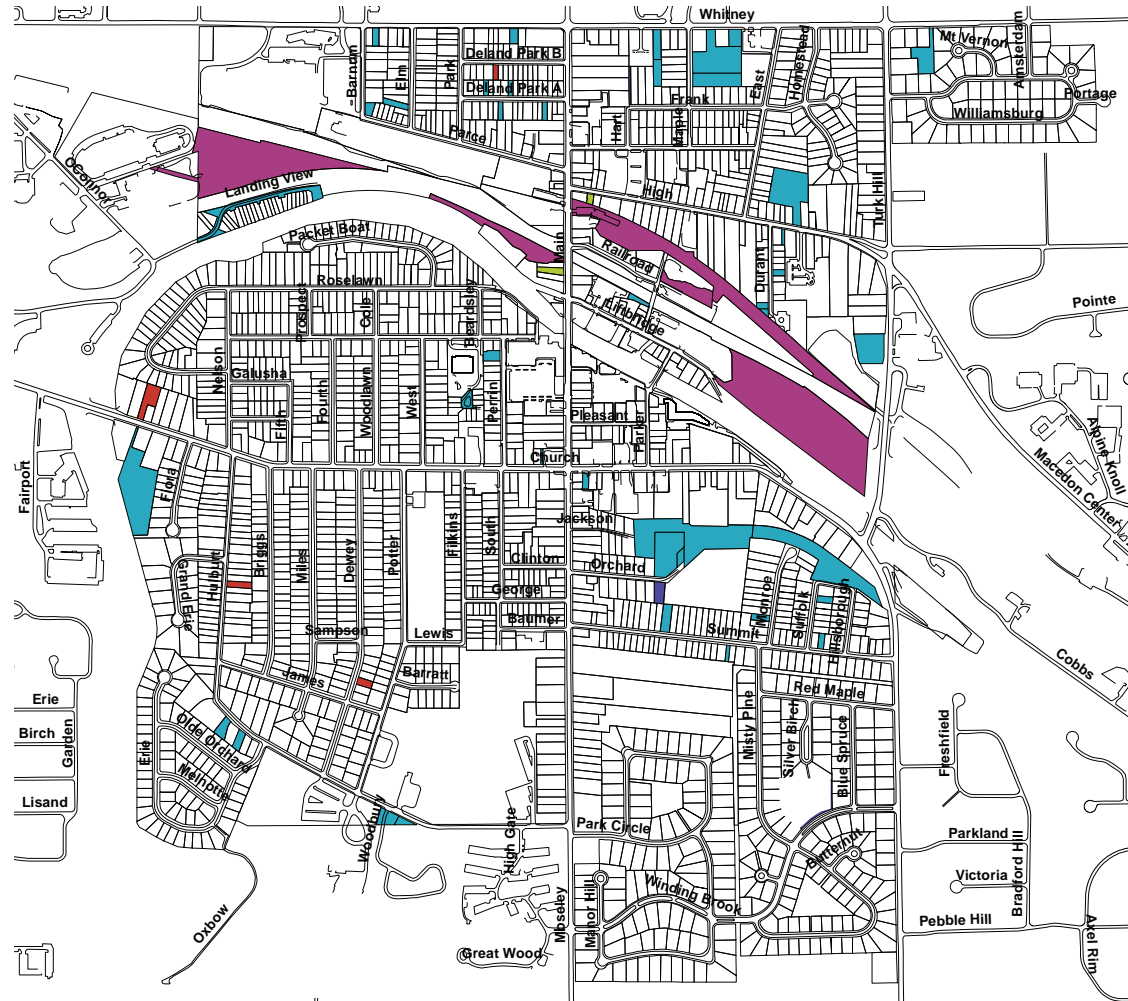 Whitney
Mt Vernon
Amsterdam
Barnum
Elm
Park
Deland Park B
East
Homestead
Deland Park A
Frank
Portage
Williamsburg
Hart
Maple
Parce
OConnor
Landing View
High
Turk Hill
Packet Boat
Main
Railroad
Durant
Roselawn
Pointe
Prospect
Cole
Beardsley
Liftbridge
Nelson
Galusha
Fifth
Fourth
Woodlawn
West
Perrin
Pleasant
Parker
Alpine Knoll
Church
Fairport
Flora
Macedon Center
Jackson
Grand Erie
Hulburt
Briggs
Miles
Dewey
Potter
Filkins
South
Clinton
Orchard
George
Monroe
Suffolk
Hillsborough
Baumer
Sampson
Lewis
Summit
Cobbs
James
Barratt
Red Maple
Erie
Birch
Garden
Erie
Olde Orchard
Misty Pine
Silver Birch
Blue Spruce
Freshfield
Melhotte
Lisand
Woodbury
High Gate
Park Circle
Butternut
Parkland
Bradford Hill
Victoria
Winding Brook
Oxbow
Moseley
Manor Hill
Pebble Hill
Axel Rim
Great Wood